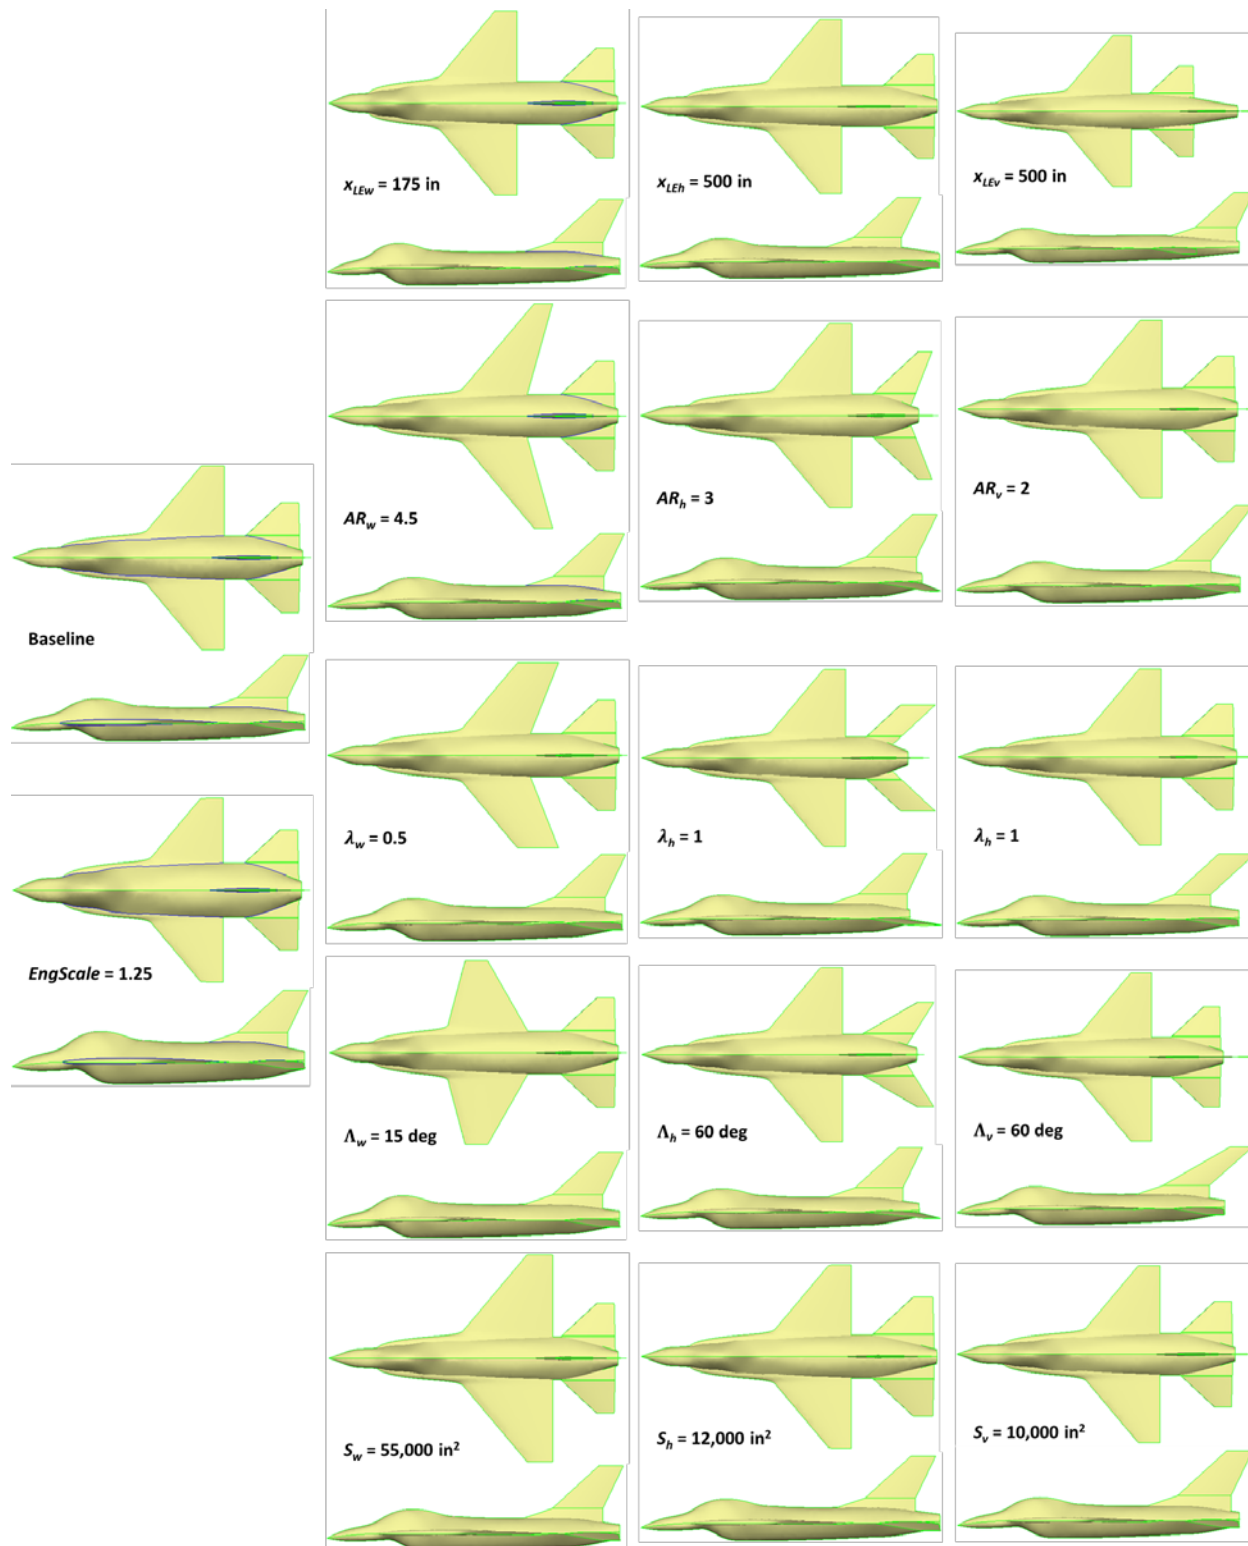 x_LEw = 175 in
x_LEh = 500 in
x_LEv = 500 in
AR_w = 4.5
AR_h = 3
AR_v = 2
Baseline
λ_w = 0.5
λ_h = 1
λ_h = 1
EngScale = 1.25
Λ_w = 15 deg
Λ_h = 60 deg
Λ_v = 60 deg
S_w = 55,000 in²
S_h = 12,000 in²
S_v = 10,000 in²